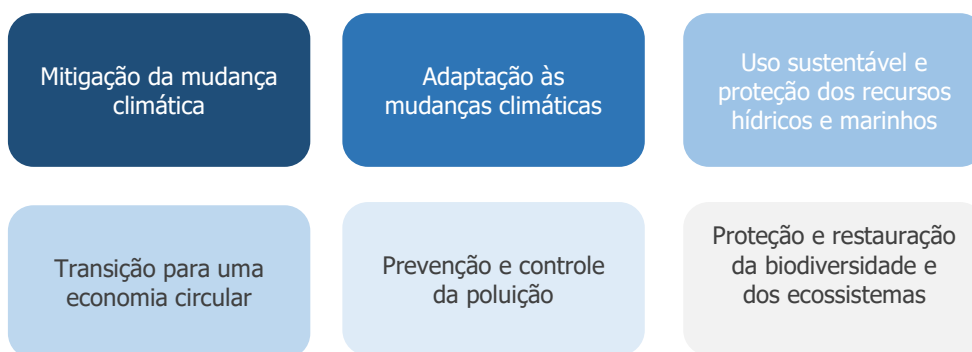 Mitigação da mudança
climática
Adaptação às
mudanças climáticas
Uso sustentável e
proteção dos recursos
hídricos e marinhos
Transição para uma
economia circular
Prevenção e controle
da poluição
Proteção e restauração
da biodiversidade e
dos ecossistemas